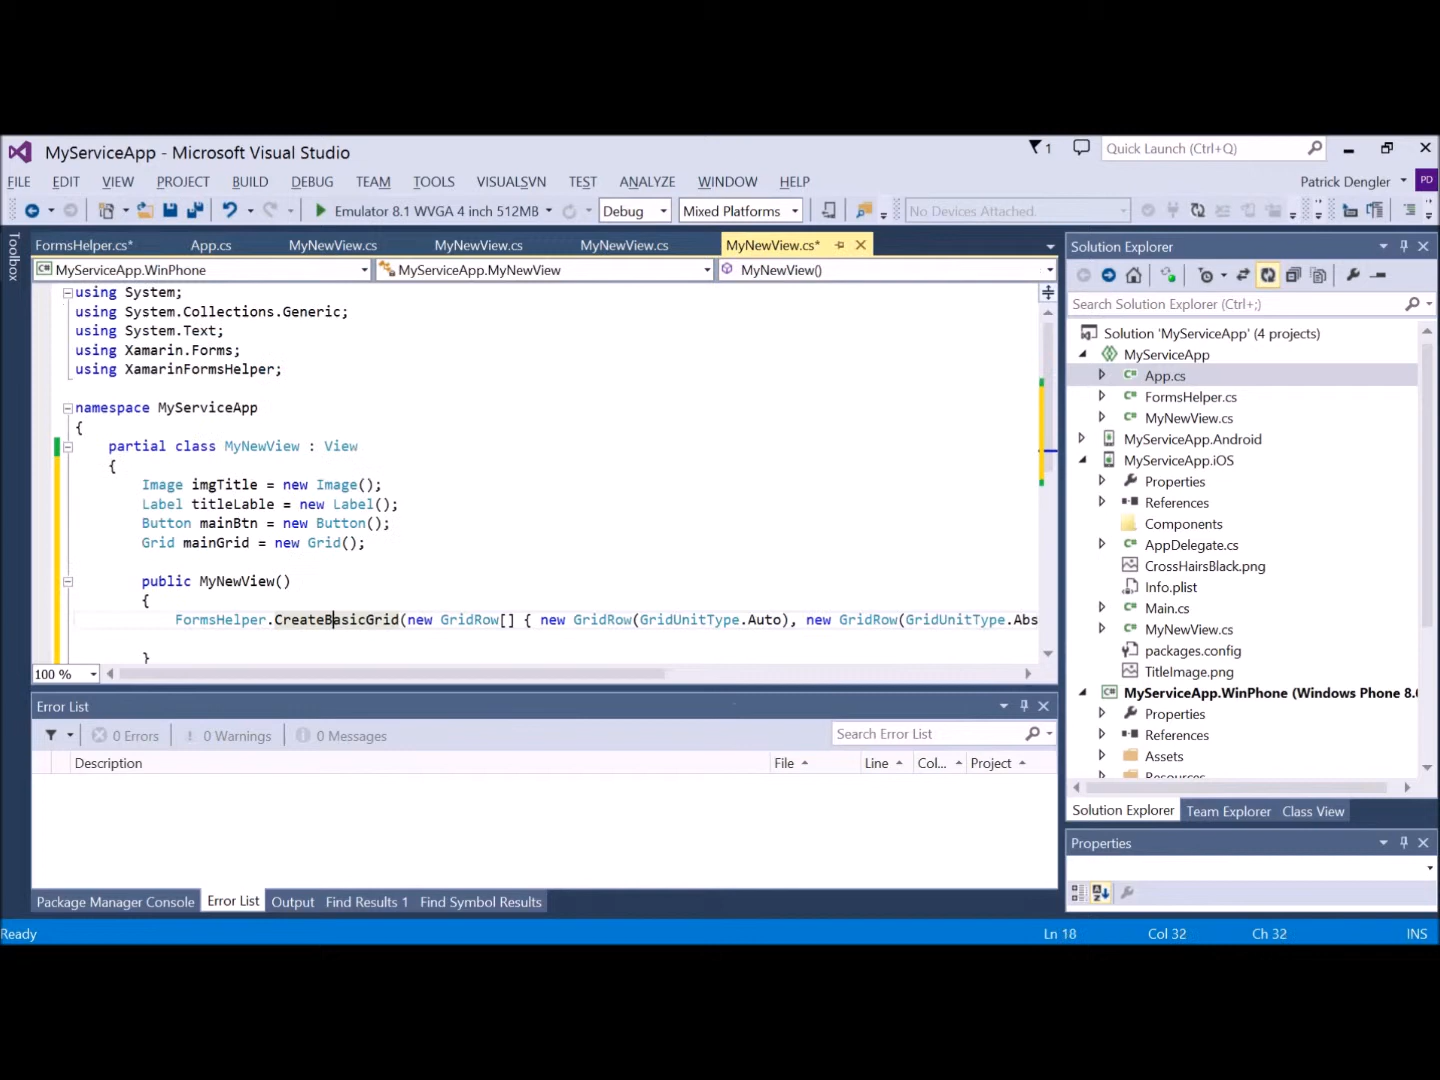 MyServiceApp - Microsoft Visual Studio
1
Quick Launch (Ctrl+Q)
FILE EDIT VIEW PROJECT BUILD DEBUG TEAM TOOLS VISUALSVN TEST ANALYZE WINDOW HELP
Patrick Dengler PD
Emulator 8.1 WVGA 4 inch 512MB Debug Mixed Platforms No Devices Attached.
Toolbox
FormsHelper.cs* App.cs MyNewView.cs MyNewView.cs MyNewView.cs MyNewView.cs*
MyServiceApp.WinPhone MyServiceApp.MyNewView MyNewView()
using System;
using System.Collections.Generic;
using System.Text;
using Xamarin.Forms;
using XamarinFormsHelper;
namespace MyServiceApp
{
partial class MyNewView : View
{
Image imgTitle = new Image();
Label titleLable = new Label();
Button mainBtn = new Button();
Grid mainGrid = new Grid();
public MyNewView()
{
FormsHelper.CreateBasicGrid(new GridRow[] { new GridRow(GridUnitType.Auto), new GridRow(GridUnitType.Abs
}
100 %
Error List
0 Errors 0 Warnings 0 Messages
Search Error List
Description File Line Col... Project
Package Manager Console Error List Output Find Results 1 Find Symbol Results
Solution Explorer
Search Solution Explorer (Ctrl+;)
Solution 'MyServiceApp' (4 projects)
MyServiceApp
App.cs
FormsHelper.cs
MyNewView.cs
MyServiceApp.Android
MyServiceApp.iOS
Properties
References
Components
AppDelegate.cs
CrossHairsBlack.png
Info.plist
Main.cs
MyNewView.cs
packages.config
TitleImage.png
MyServiceApp.WinPhone (Windows Phone 8.
Properties
References
Assets
Resources
Solution Explorer Team Explorer Class View
Properties
Ready Ln 18 Col 32 Ch 32 INS